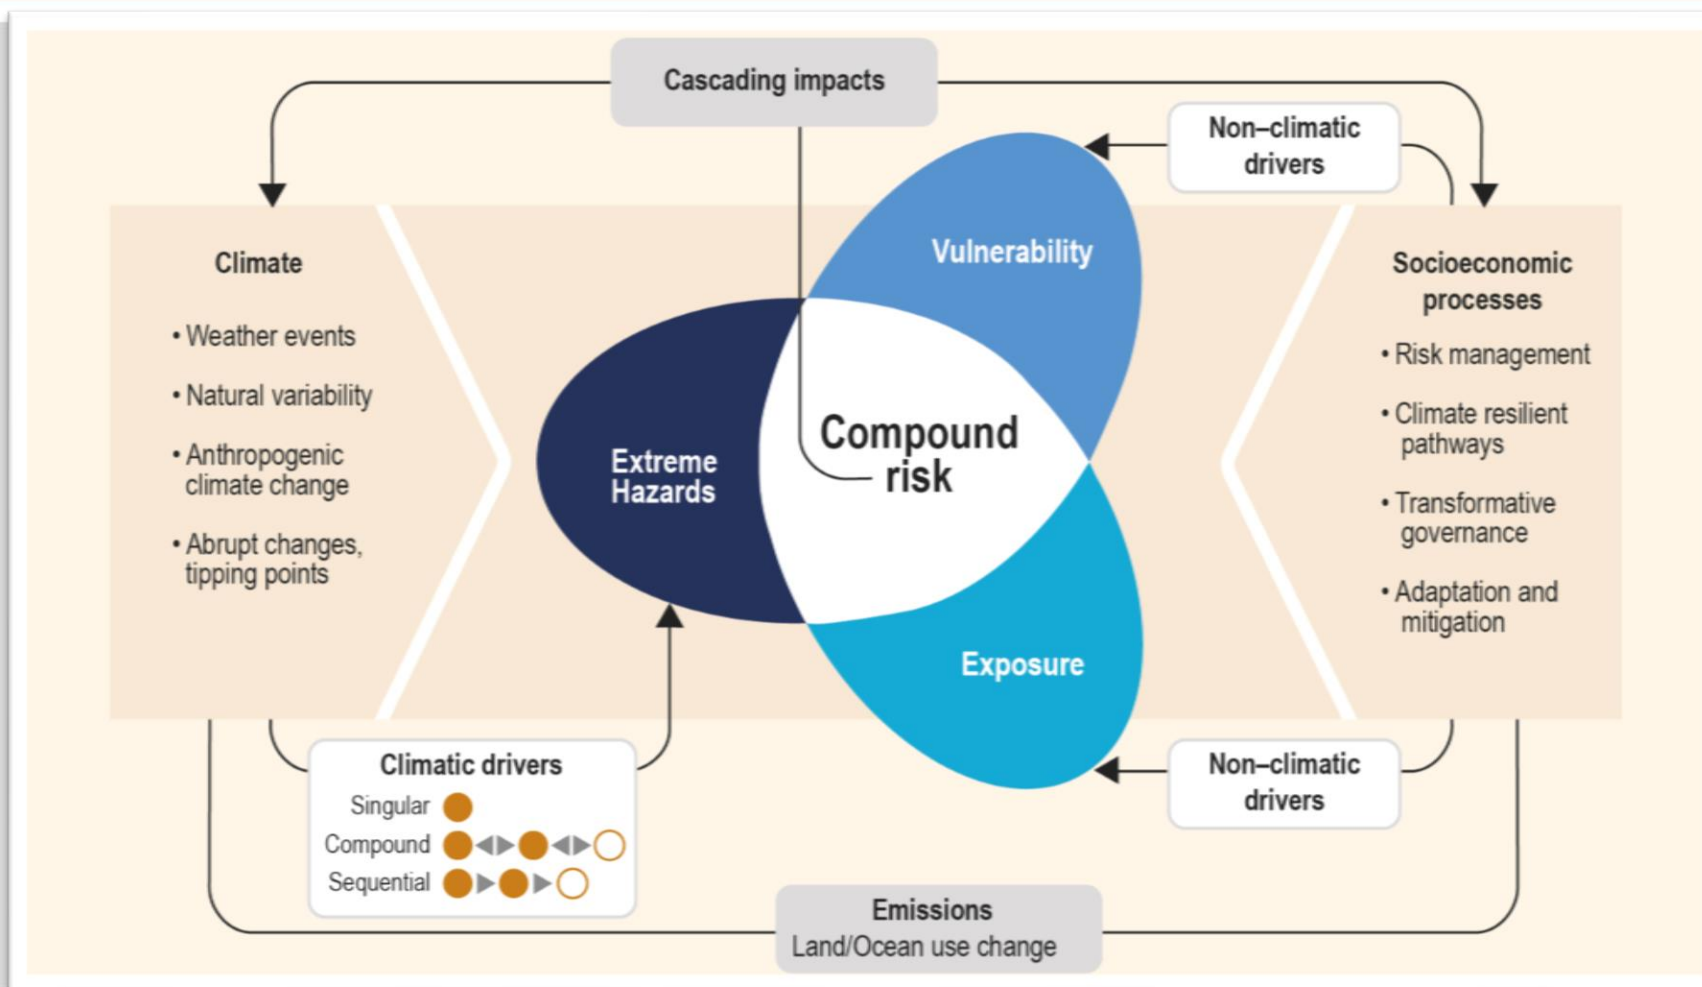 Cascading impacts
Non–climatic
drivers
Vulnerability
Climate
• Weather events
• Natural variability
• Anthropogenic
climate change
• Abrupt changes,
tipping points
Extreme
Hazards
Compound
risk
Socioeconomic
processes
• Risk management
• Climate resilient
pathways
• Transformative
governance
• Adaptation and
mitigation
Exposure
Climatic drivers
Singular
Compound
Sequential
Non–climatic
drivers
Emissions
Land/Ocean use change